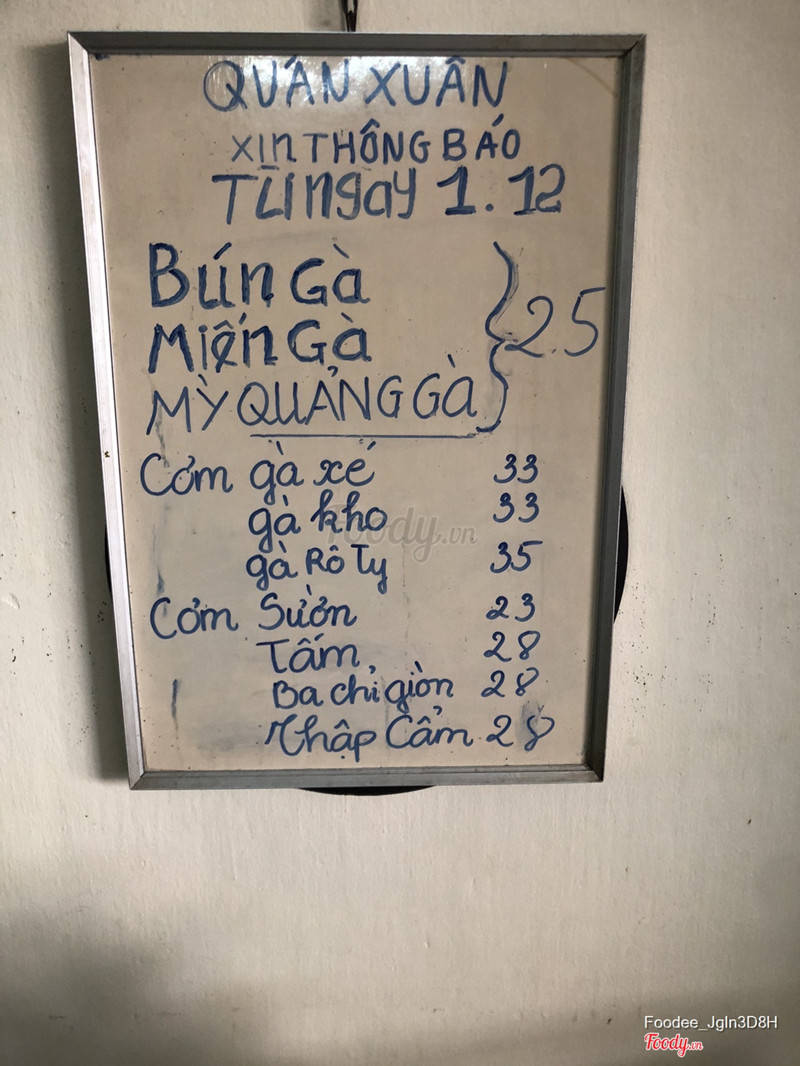 QUÁN XUÂN
XIN THÔNG BÁO
TỪ NGAY 1.12
BÚN GÀ
MIẾN GÀ
MỲ QUẢNG GÀ
25
Cơm gà xé 33
gà kho 33
gà Rô Ty 35
Cơm Sườn 23
Tấm 28
Ba chỉ giòn 28
Thập Cẩm 28
foody.vn
Foodee_Jgln3D8H
Foody.vn